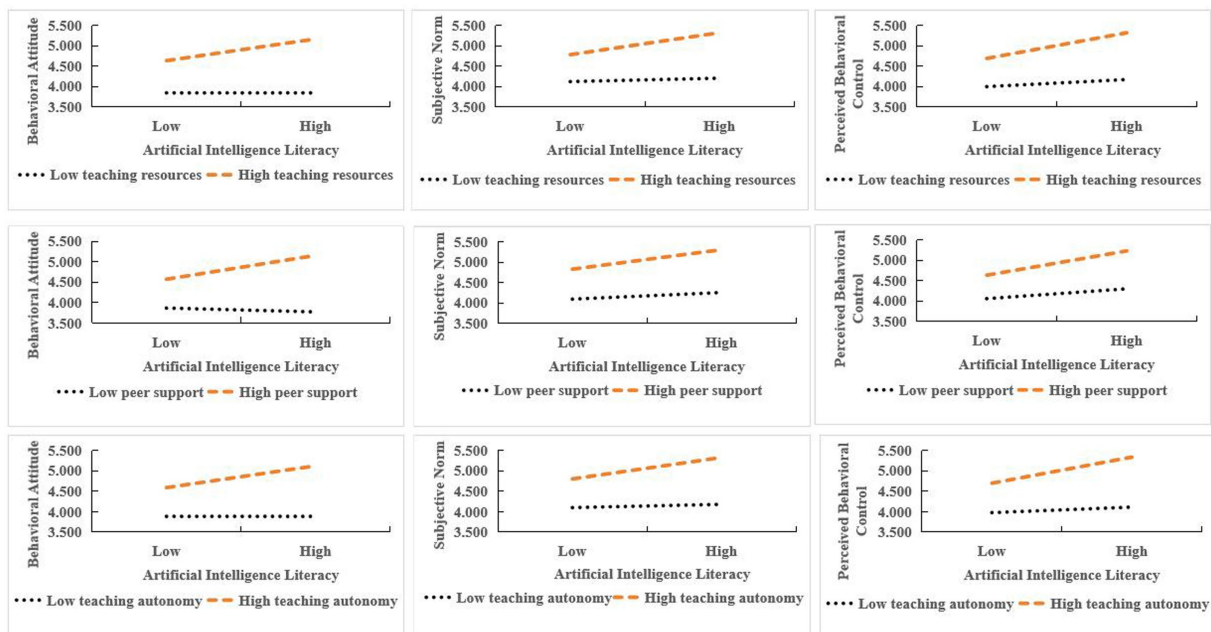 Behavioral Attitude
5.500
5.000
4.500
4.000
3.500
Low High
Artificial Intelligence Literacy
Low teaching resources High teaching resources
Subjective Norm
5.500
5.000
4.500
4.000
3.500
Low High
Artificial Intelligence Literacy
Low teaching resources High teaching resources
Perceived Behavioral
Control
5.500
5.000
4.500
4.000
3.500
Low High
Artificial Intelligence Literacy
Low teaching resources High teaching resources
Behavioral Attitude
5.500
5.000
4.500
4.000
3.500
Low High
Artificial Intelligence Literacy
Low peer support High peer support
Subjective Norm
5.500
5.000
4.500
4.000
3.500
Low High
Artificial Intelligence Literacy
Low peer support High peer support
Perceived Behavioral
Control
5.500
5.000
4.500
4.000
3.500
Low High
Artificial Intelligence Literacy
Low peer support High peer support
Behavioral Attitude
5.500
5.000
4.500
4.000
3.500
Low High
Artificial Intelligence Literacy
Low teaching autonomy High teaching autonomy
Subjective Norm
5.500
5.000
4.500
4.000
3.500
Low High
Artificial Intelligence Literacy
Low teaching autonomy High teaching autonomy
Perceived Behavioral
Control
5.500
5.000
4.500
4.000
3.500
Low High
Artificial Intelligence Literacy
Low teaching autonomy High teaching autonomy